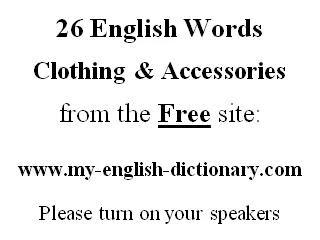 26 English Words
Clothing & Accessories
from the Free site:
www.my-english-dictionary.com
Please turn on your speakers